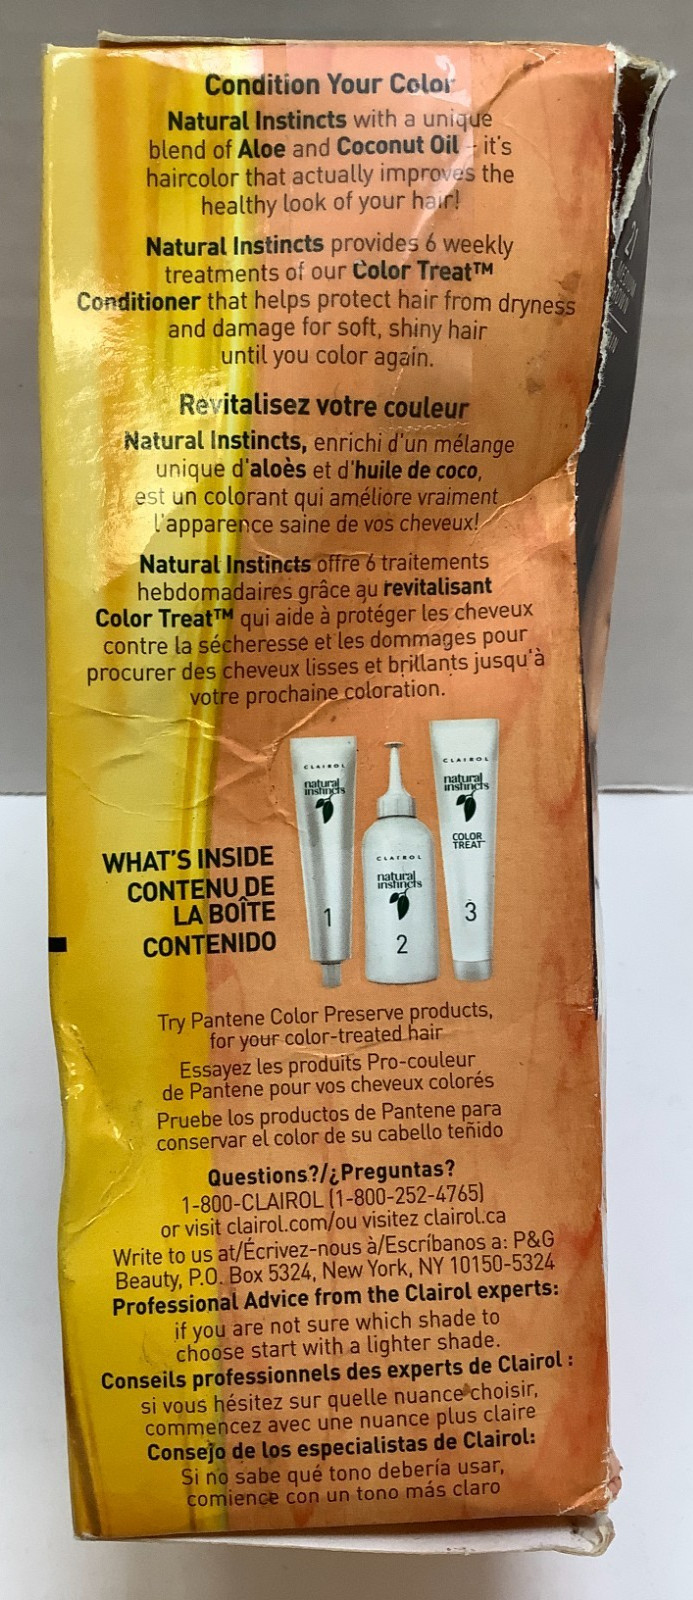 Condition Your Color
Natural Instincts with a unique
blend of Aloe and Coconut Oil - it's
haircolor that actually improves the
healthy look of your hair!
Natural Instincts provides 6 weekly
treatments of our Color Treat™
Conditioner that helps protect hair from dryness
and damage for soft, shiny hair
until you color again.
Revitalisez votre couleur
Natural Instincts, enrichi d'un mélange
unique d'aloès et d'huile de coco,
est un colorant qui améliore vraiment
l'apparence saine de vos cheveux!
Natural Instincts offre 6 traitements
hebdomadaires grâce au revitalisant
Color Treat™ qui aide à protéger les cheveux
contre la sécheresse et les dommages pour
procurer des cheveux lisses et brillants jusqu'à
votre prochaine coloration.
CLAIROL
natural
instincts
1
CLAIROL
natural
instincts
2
CLAIROL
natural
instincts
COLOR
TREAT™
3
WHAT'S INSIDE
CONTENU DE
LA BOÎTE
CONTENIDO
Try Pantene Color Preserve products,
for your color-treated hair
Essayez les produits Pro-couleur
de Pantene pour vos cheveux colorés
Pruebe los productos de Pantene para
conservar el color de su cabello teñido
Questions?/¿Preguntas?
1-800-CLAIROL (1-800-252-4765)
or visit clairol.com/ou visitez clairol.ca
Write to us at/Écrivez-nous à/Escríbanos a: P&G
Beauty, P.O. Box 5324, New York, NY 10150-5324
Professional Advice from the Clairol experts:
if you are not sure which shade to
choose start with a lighter shade.
Conseils professionnels des experts de Clairol :
si vous hésitez sur quelle nuance choisir,
commencez avec une nuance plus claire
Consejo de los especialistas de Clairol:
Si no sabe qué tono debería usar,
comience con un tono más claro